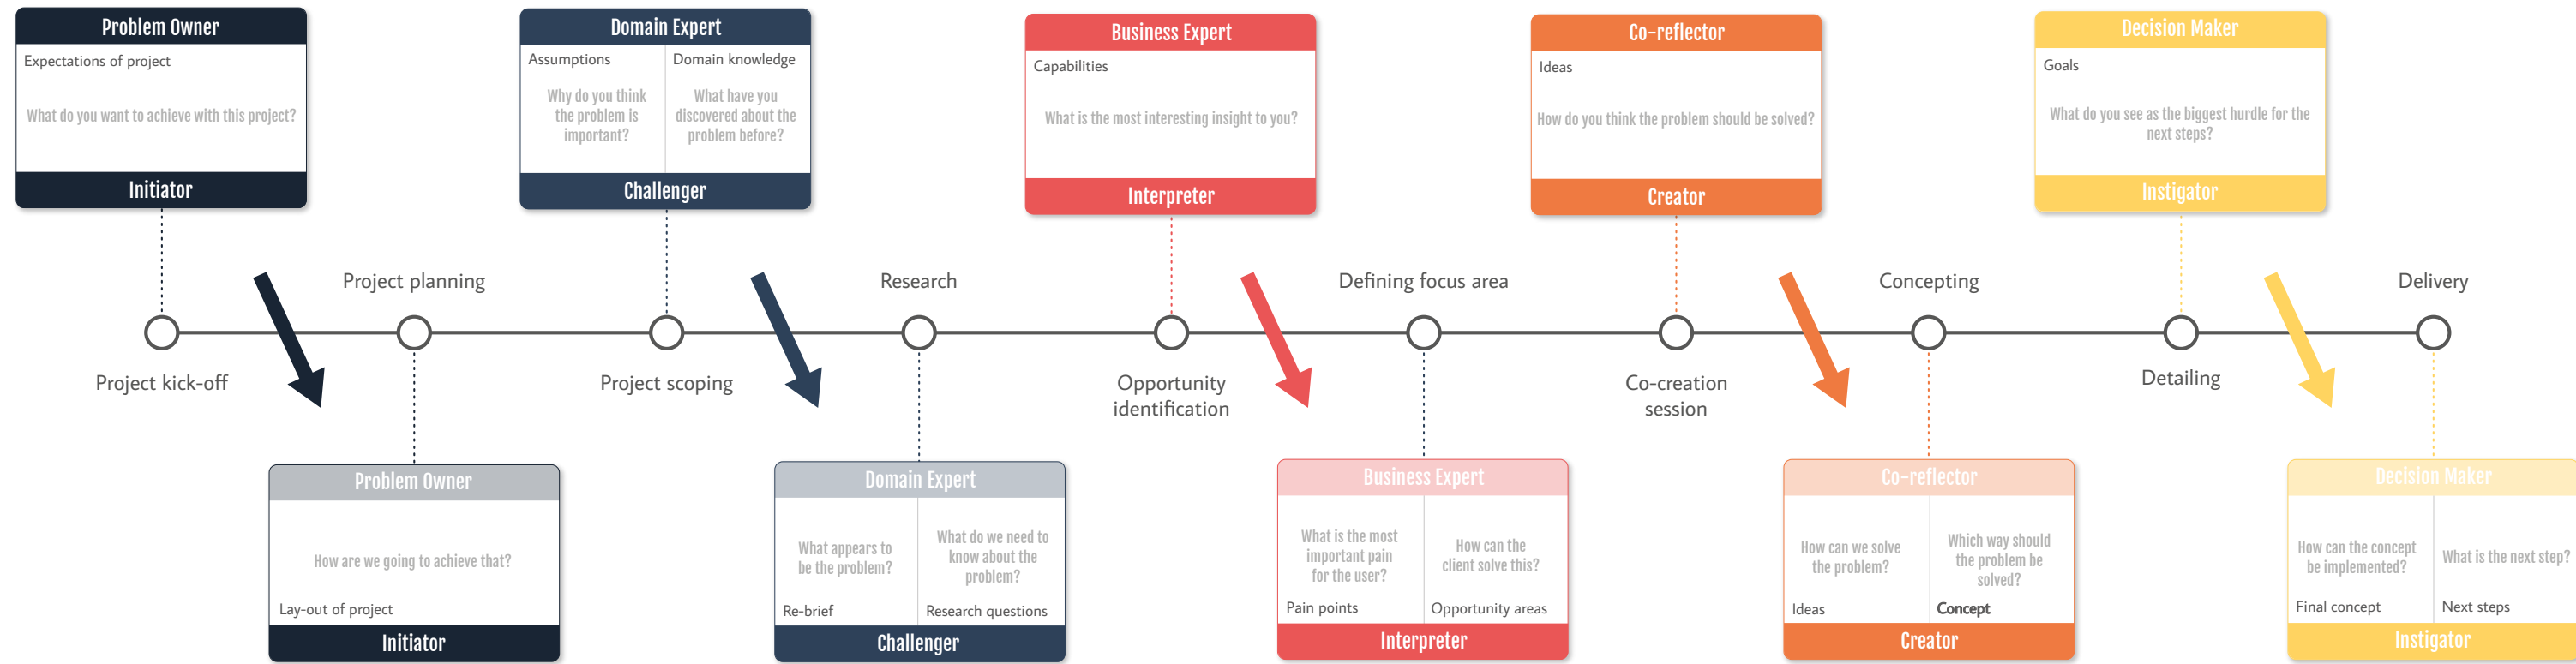 Problem Owner
Expectations of project
What do you want to achieve with this project?
Initiator
Domain Expert
Assumptions
Why do you think
the problem is
important?
Domain knowledge
What have you
discovered about the
problem before?
Challenger
Business Expert
Capabilities
What is the most interesting insight to you?
Interpreter
Co-reflector
Ideas
How do you think the problem should be solved?
Creator
Decision Maker
Goals
What do you see as the biggest hurdle for the
next steps?
Instigator
Project kick-off
Project planning
Project scoping
Research
Opportunity
identification
Defining focus area
Co-creation
session
Concepting
Detailing
Delivery
Problem Owner
How are we going to achieve that?
Lay-out of project
Initiator
Domain Expert
What appears to
be the problem?
Re-brief
What do we need to
know about the
problem?
Research questions
Challenger
Business Expert
What is the most
important pain
for the user?
Pain points
How can the
client solve this?
Opportunity areas
Interpreter
Co-reflector
How can we solve
the problem?
Ideas
Which way should
the problem be
solved?
Concept
Creator
Decision Maker
How can the concept
be implemented?
Final concept
What is the next step?
Next steps
Instigator